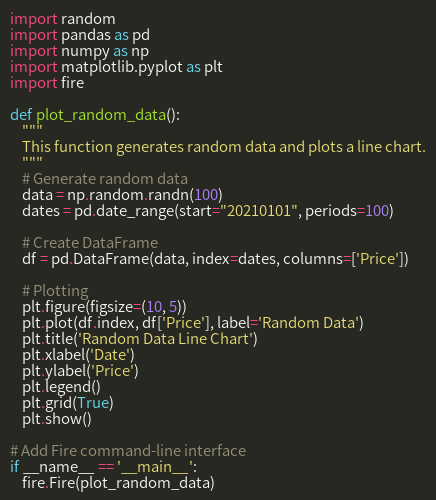 import random
import pandas as pd
import numpy as np
import matplotlib.pyplot as plt
import fire

def plot_random_data():
    """
    This function generates random data and plots a line chart.
    """
    # Generate random data
    data = np.random.randn(100)
    dates = pd.date_range(start="20210101", periods=100)

    # Create DataFrame
    df = pd.DataFrame(data, index=dates, columns=['Price'])

    # Plotting
    plt.figure(figsize=(10, 5))
    plt.plot(df.index, df['Price'], label='Random Data')
    plt.title('Random Data Line Chart')
    plt.xlabel('Date')
    plt.ylabel('Price')
    plt.legend()
    plt.grid(True)
    plt.show()

# Add Fire command-line interface
if __name__ == '__main__':
    fire.Fire(plot_random_data)